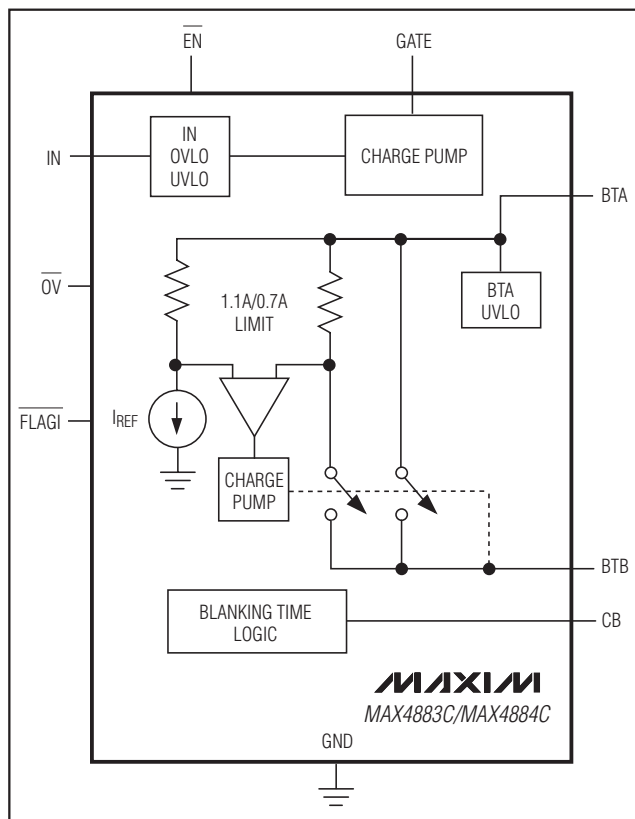 EN
GATE
IN
IN
OVLO
UVLO
CHARGE PUMP
BTA
OV
1.1A/0.7A
LIMIT
BTA
UVLO
FLAGI
IREF
CHARGE
PUMP
BTB
BLANKING TIME
LOGIC
CB
MAXIM
MAX4883C/MAX4884C
GND